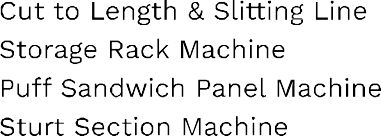 Cut to Length & Slitting Line
Storage Rack Machine
Puff Sandwich Panel Machine
Sturt Section Machine